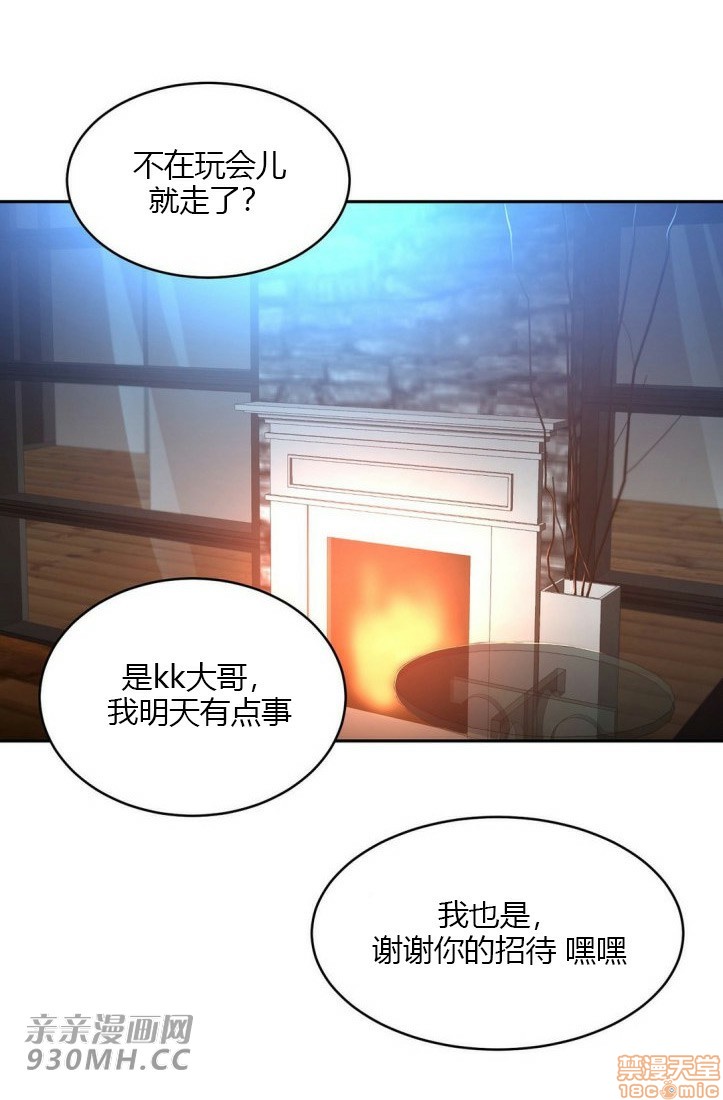 不在玩会儿
就走了？
是kk大哥，
我明天有点事
我也是，
谢谢你的招待 嘿嘿
亲亲漫画网
930MH.CC
禁漫天堂
18comic